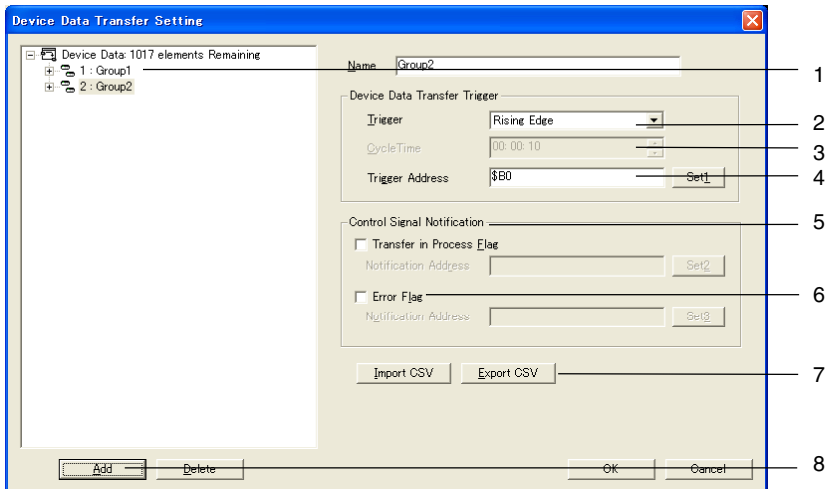 Device Data Transfer Setting
Device Data: 1017 elements Remaining
1 : Group1
2 : Group2
Name Group2
Device Data Transfer Trigger
Trigger Rising Edge
CycleTime 00: 00: 10
Trigger Address $B0 Set1
Control Signal Notification
Transfer in Process Flag
Notification Address Set2
Error Flag
Notification Address Set3
Import CSV Export CSV
Add Delete OK Cancel
1
2
3
4
5
6
7
8